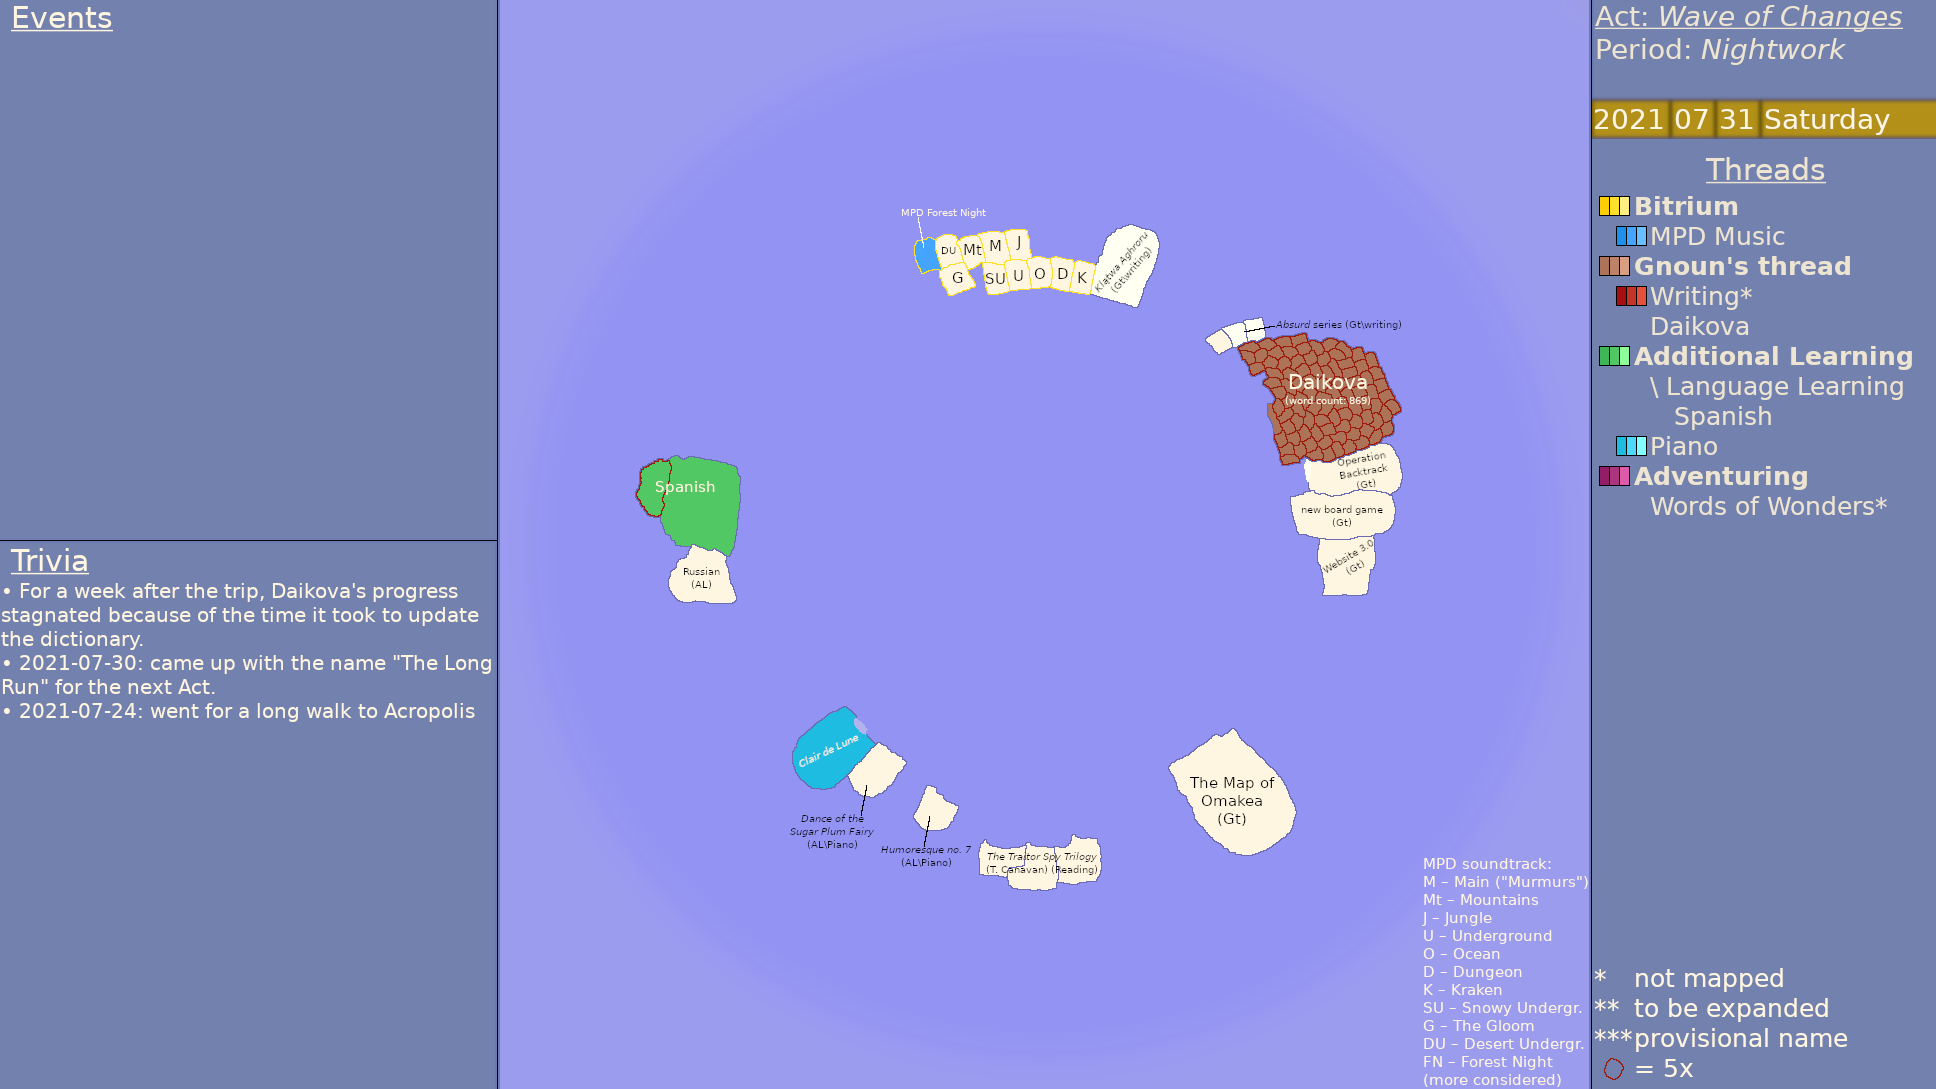 Events
Trivia
• For a week after the trip, Daikova's progress
stagnated because of the time it took to update
the dictionary.
• 2021-07-30: came up with the name "The Long
Run" for the next Act.
• 2021-07-24: went for a long walk to Acropolis
MPD Forest Night
DU
Mt
M
J
G
SU
U
O
D
K
Klatwa Aghroru
(Gt\writing)
Absurd series (Gt\writing)
Daikova
(word count: 869)
Operation
Backtrack
(Gt)
new board game
(Gt)
Website 3.0
(Gt)
Spanish
Russian
(AL)
Clair de Lune
Dance of the
Sugar Plum Fairy
(AL\Piano)
Humoresque no. 7
(AL\Piano)
The Traitor Spy Trilogy
(T. Canavan) (Reading)
The Map of
Omakea
(Gt)
MPD soundtrack:
M – Main ("Murmurs")
Mt – Mountains
J – Jungle
U – Underground
O – Ocean
D – Dungeon
K – Kraken
SU – Snowy Undergr.
G – The Gloom
DU – Desert Undergr.
FN – Forest Night
(more considered)
Act: Wave of Changes
Period: Nightwork
2021 07 31 Saturday
Threads
Bitrium
MPD Music
Gnoun's thread
Writing*
Daikova
Additional Learning
\ Language Learning
Spanish
Piano
Adventuring
Words of Wonders*
* not mapped
** to be expanded
*** provisional name
= 5x